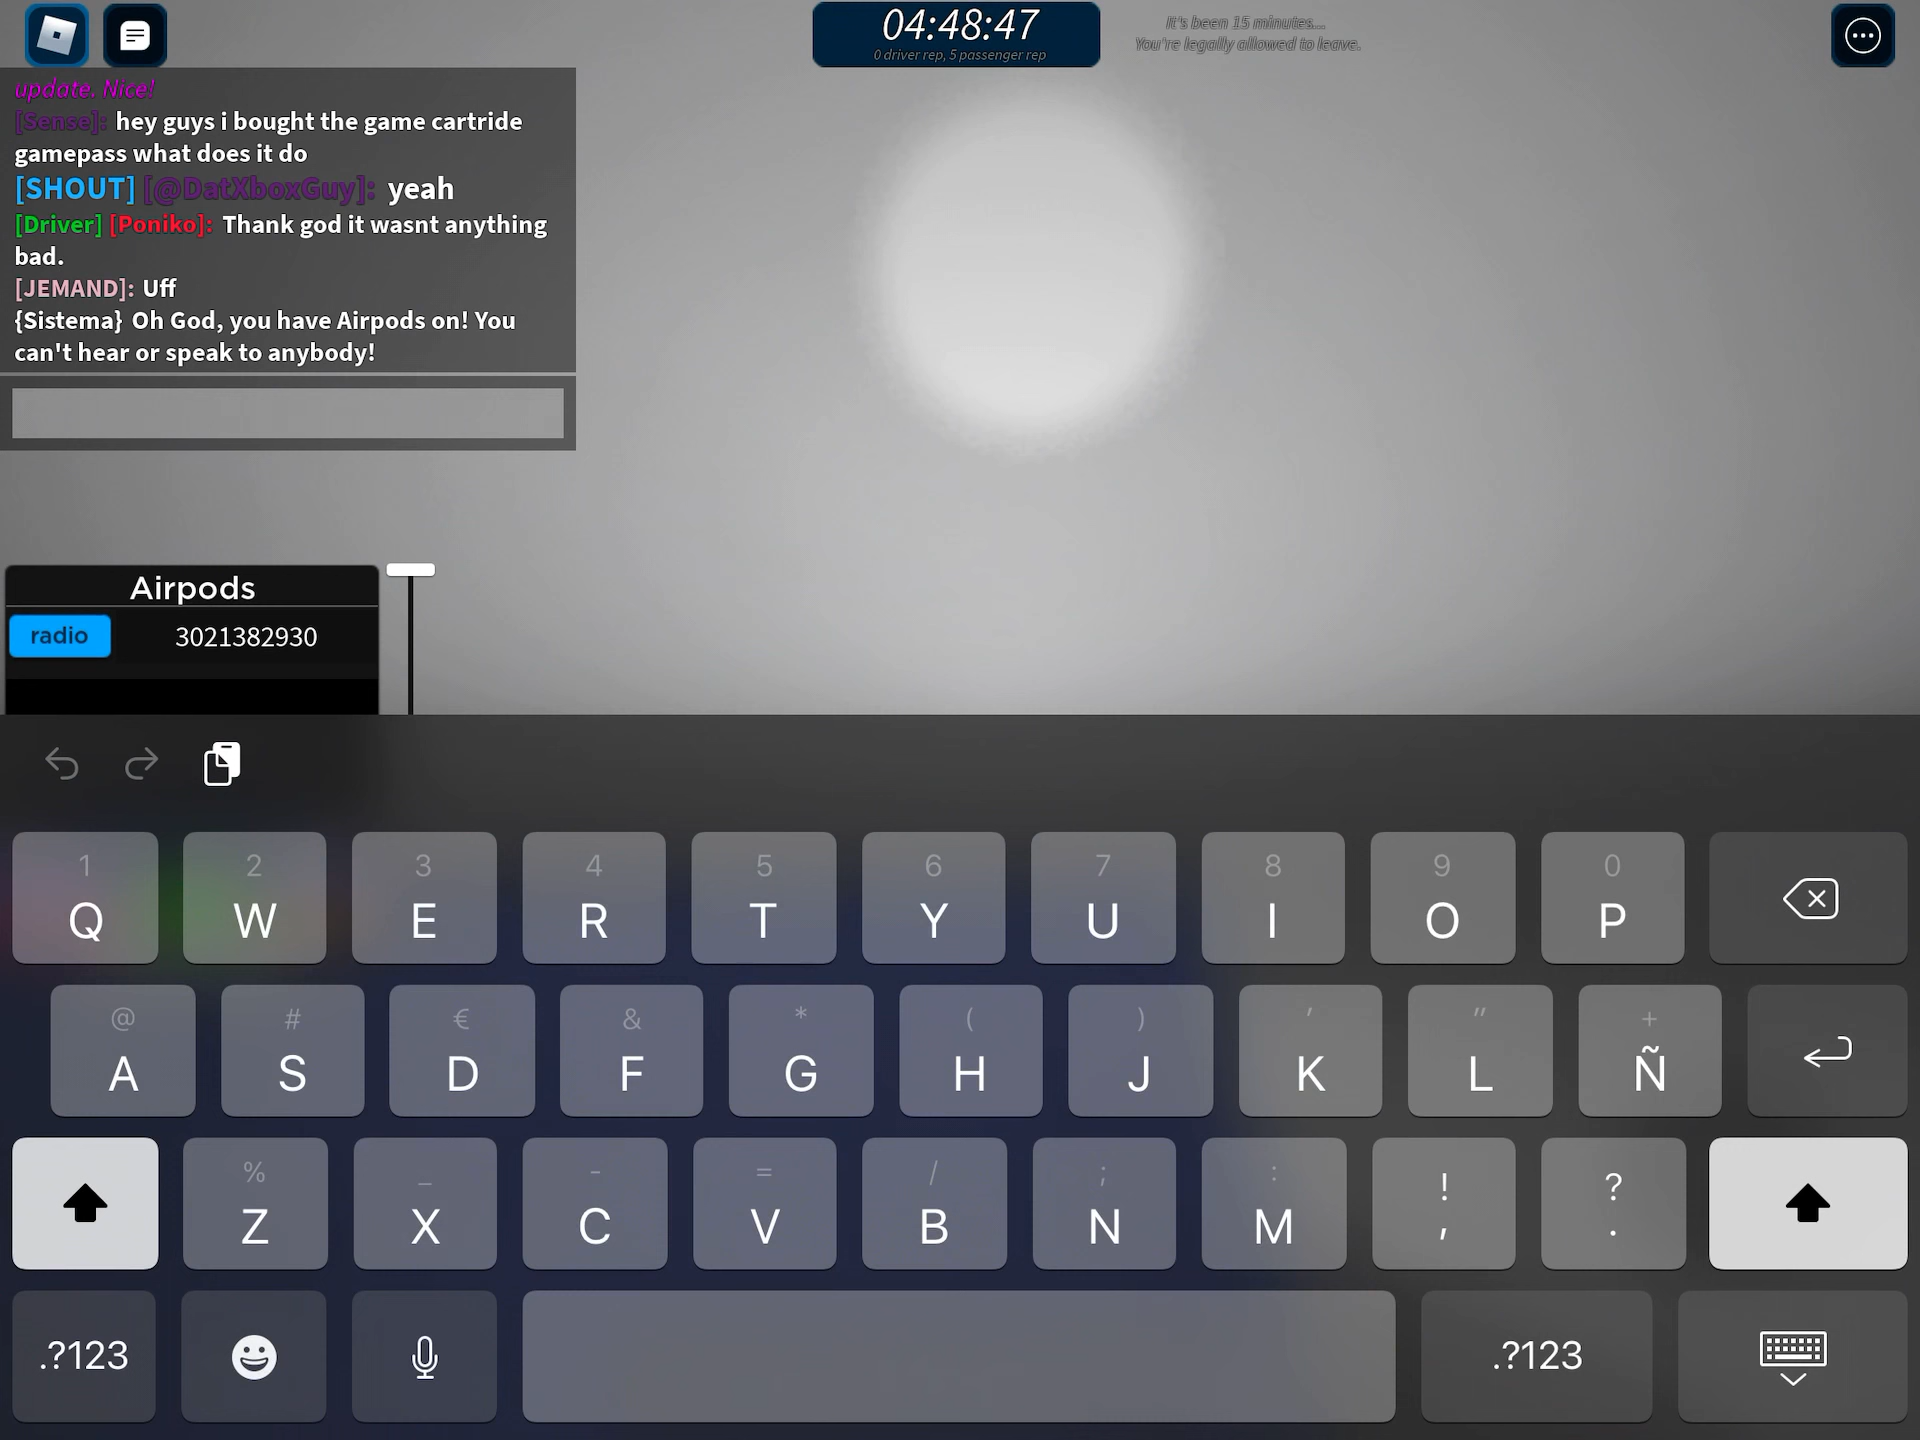 04:48:47
0 driver rep, 5 passenger rep
It's been 15 minutes....
You're legally allowed to leave.
update. Nice!
[Sense]: hey guys i bought the game cartride
gamepass what does it do
[SHOUT] [@DatXboxGuy]: yeah
[Driver] [Poniko]: Thank god it wasnt anything
bad.
[JEMAND]: Uff
{Sistema} Oh God, you have Airpods on! You
can't hear or speak to anybody!
Airpods
radio 3021382930
1 2 3 4 5 6 7 8 9 0
Q W E R T Y U I O P
@ # € & * ( ) ' " +
A S D F G H J K L Ñ
% _ - = / ; : ! ?
Z X C V B N M , .
.?123 .?123